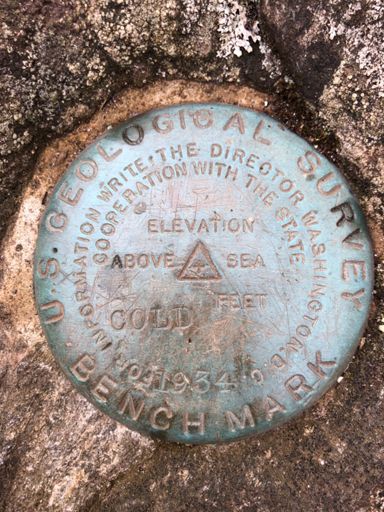 U.S. GEOLOGICAL SURVEY
FOR INFORMATION WRITE THE DIRECTOR WASHINGTON D.C.
COOPERATION WITH THE STATE
ELEVATION
ABOVE SEA
FEET
COLD
1934
BENCH MARK